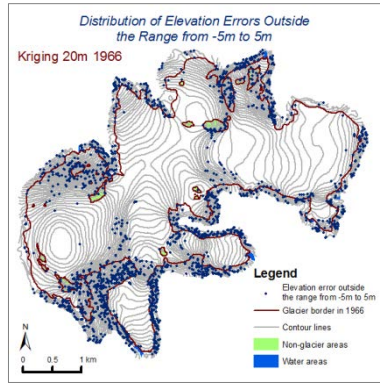 Distribution of Elevation Errors Outside
the Range from -5m to 5m
Kriging 20m 1966
Legend
Elevation error outside
the range from -5m to 5m
Glacier border in 1966
Contour lines
Non-glacier areas
Water areas
N
0 0.5 1 km